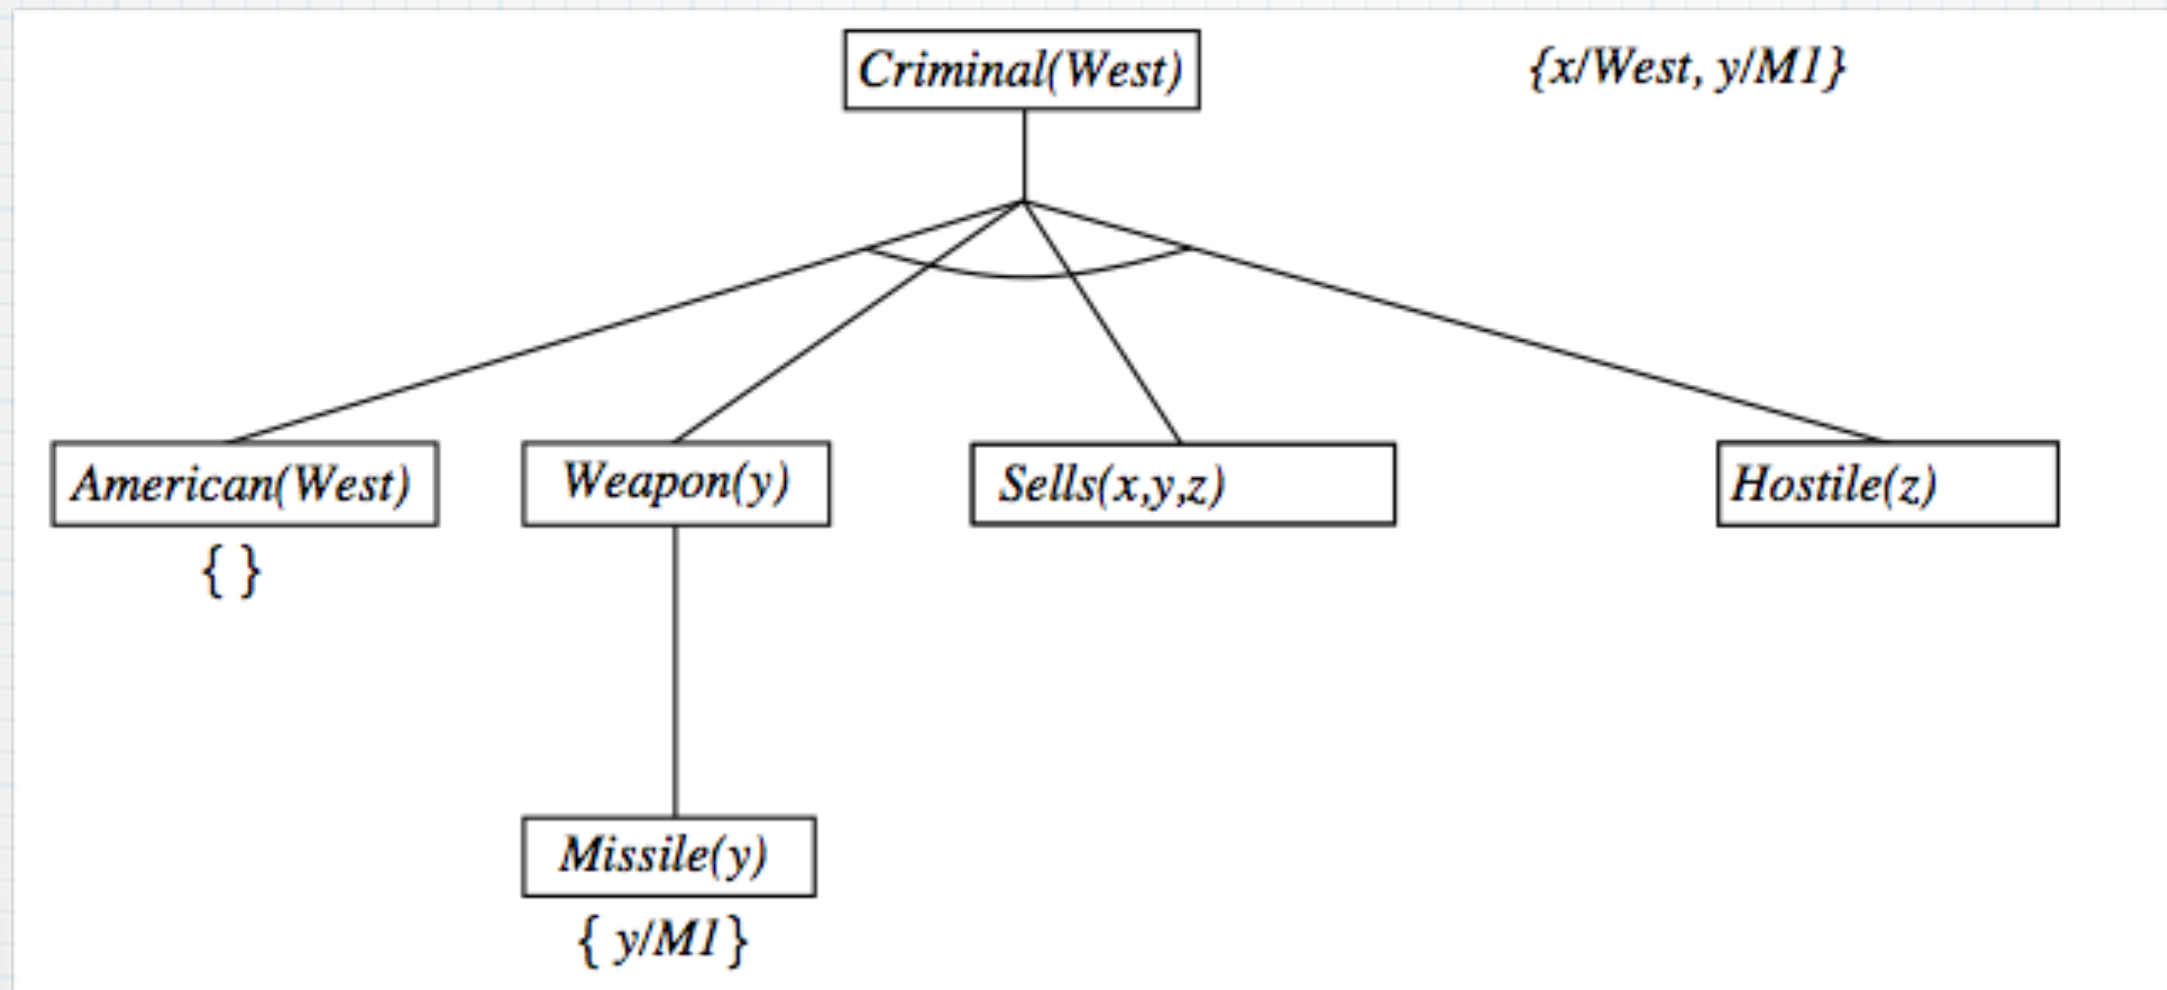 Criminal(West)
{x/West, y/M1}
American(West)
Weapon(y)
Sells(x,y,z)
Hostile(z)
{ }
Missile(y)
{ y/M1 }